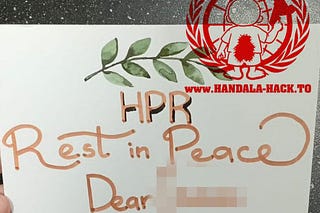 www.HANDALA-HACK.TO
HPR
Rest in Peace
Dear